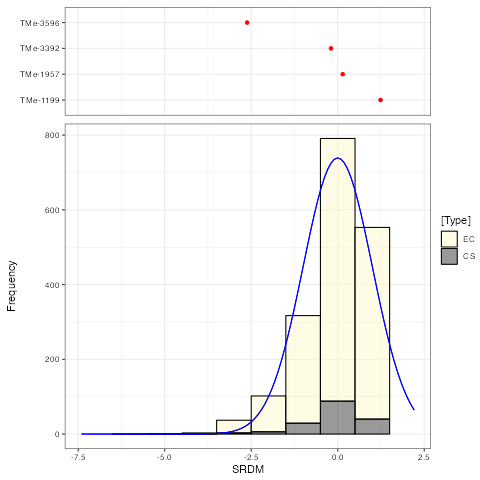 TMe-3596
TMe-3392
TMe-1957
TMe-1199
800
600
400
200
0
Frequency
-7.5
-5.0
-2.5
0.0
2.5
SRDM
[Type]
EC
CS